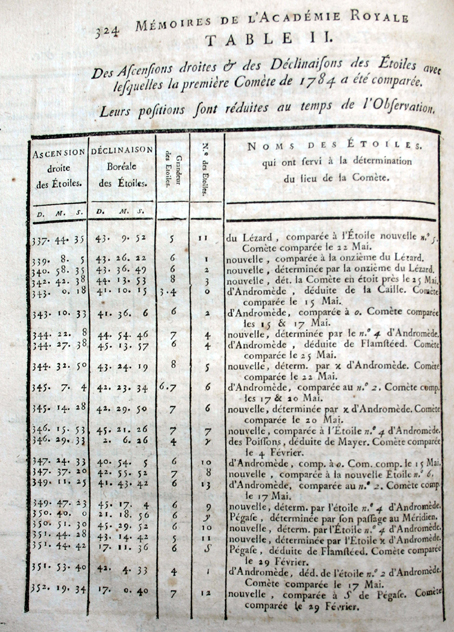 324 MÉMOIRES DE L'ACADÉMIE ROYALE
TABLE II.
Des Ascensions droites & des Déclinaisons des Étoiles avec
lesquelles la première Comète de 1784 a été comparée.
Leurs positions sont réduites au temps de l'Observation.
ASCENSION droite des Étoiles. DÉCLINAISON Boréale des Étoiles. Grandeur des Étoiles. N.os des Étoiles. NOMS DES ÉTOILES.
qui ont servi à la détermination
du lieu de la Comète.
D. M. S. D. M. S.
337. 44. 35 43. 9. 52 5 11 du Lézard, comparée à l'Étoile nouvelle n.° 5.
Comète comparée le 22 Mai.
339. 8. 5 43. 26. 22 6 1 nouvelle, comparée à la onzième du Lézard.
340. 58. 35 43. 36. 49 6 2 nouvelle, déterminée par la onzième du Lézard.
342. 42. 38 44. 13. 53 8 3 nouvelle, dét. la Comète en étoit près le 25 Mai.
343. 0. 18 41. 10. 15 3.4 o d'Andromède, déduite de la Caille. Comète
comparée le 15 Mai.
343. 10. 33 41. 36. 6 6 2 d'Andromède, comparée à o. Comète comparée
les 15 & 17 Mai.
344. 22. 8 44. 54. 46 7 4 nouvelle, déterminée par le n.° 4 d'Andromède.
344. 27. 38 45. 13. 57 6 4 d'Andromède, déduite de Flamstéed. Comète
comparée le 25 Mai.
344. 32. 50 43. 24. 19 8 5 nouvelle, determ. par x d'Andromède. Comète
comparée le 22 Mai.
345. 7. 4 42. 23. 34 6.7 6 d'Andromède, comparée au n.° 2. Comète comp.
les 17 & 20 Mai.
345. 14. 28 42. 29. 50 7 6 nouvelle, déterminée par x d'Andromède. Comète
comparée le 20 Mai.
346. 15. 53 45. 21. 26 7 7 nouvelle, comparée à l'Étoile n.° 4 d'Andromède.
346. 29. 33 2. 6. 26 4 γ des Poissons, déduite de Mayer. Comète comparée
le 4 Février.
347. 24. 33 40. 54. 5 6 10 d'Andromède, comp. à o. Com. comp. le 15 Mai.
347. 37. 20 42. 55. 52 7 8 nouvelle, comparée à la nouvelle Étoile n.° 6.
349. 11. 25 41. 43. 42 6 13 d'Andromède, comparée au n.° 2. Comète comp.
le 17 Mai.
349. 47. 23 45. 17. 4 6 9 nouvelle, déterm. par l'étoile n.° 4 d'Andromède.
350. 40. 0 21. 18. 56 6 Pégase, déterminée par son passage au Méridien.
350. 51. 30 45. 29. 52 6 10 nouvelle, déterm. par l'Étoile n.° 4 d'Andromède.
351. 44. 28 43. 14. 42 5 11 nouvelle, déterminée par l'Étoile x d'Andromède.
351. 44. 42 17. 11. 36 6 S Pégase, déduite de Flamstéed. Comète comparée
le 29 Février.
351. 53. 40 42. 4. 33 4 ι d'Andromède, déd. de l'étoile n.° 2 d'Andromède.
Comète comparée le 17 Mai.
352. 19. 34 17. 0. 40 7 12 nouvelle, comparée à S de Pégase. Comète
comparée le 29 Février.